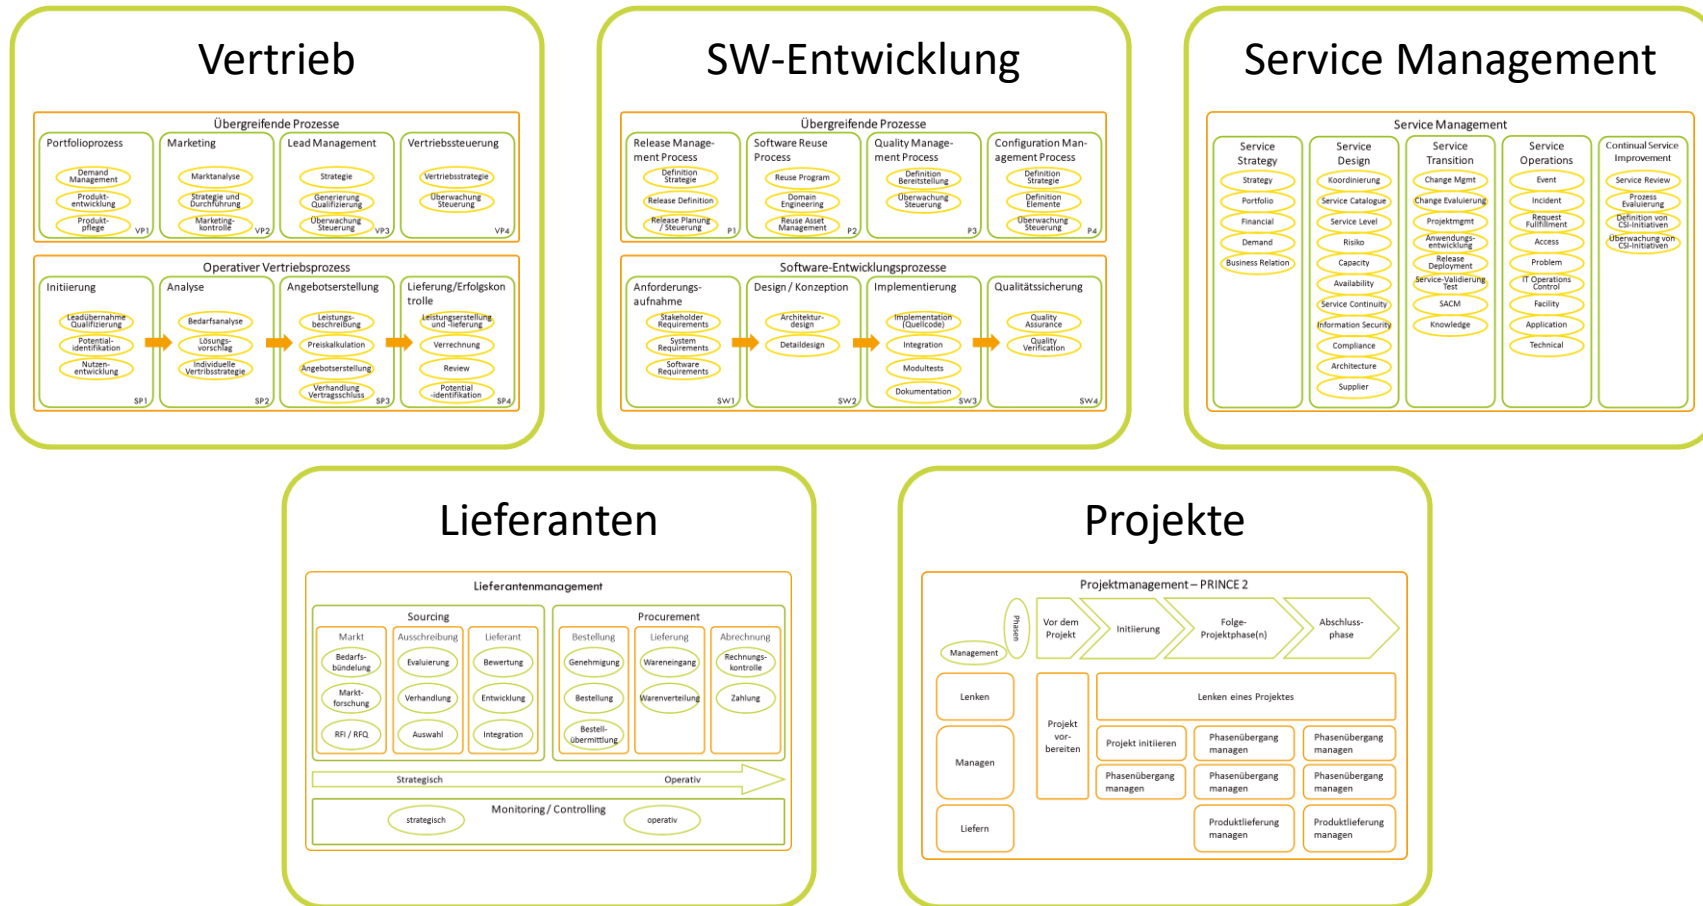 Vertrieb
Übergreifende Prozesse
Portfolioprozess
Demand
Management
Produkt-
entwicklung
Produkt-
pflege
VP1
Marketing
Marktanalyse
Strategie und
Durchführung
Marketing-
kontrolle
VP2
Lead Management
Strategie
Generierung
Qualifizierung
Überwachung
Steuerung
VP3
Vertriebssteuerung
Vertriebsstrategie
Überwachung
Steuerung
VP4
Operativer Vertriebsprozess
Initiierung
Leadübernahme
Qualifizierung
Potential-
identifikation
Nutzen-
entwicklung
SP1
Analyse
Bedarfsanalyse
Lösungs-
vorschlag
Individuelle
Vertribsstrategie
SP2
Angebotserstellung
Leistungs-
beschreibung
Preiskalkulation
Angebotserstellung
Verhandlung
Vertragsschluss
SP3
Lieferung/Erfolgskon
trolle
Leistungserstellung
und -lieferung
Verrechnung
Review
Potential
-identifikation
SP4
SW-Entwicklung
Übergreifende Prozesse
Release Manage-
ment Process
Definition
Strategie
Release Definition
Release Planung
/ Steuerung
P1
Software Reuse
Process
Reuse Program
Domain
Engineering
Reuse Asset
Management
P2
Quality Manage-
ment Process
Definition
Bereitstellung
Überwachung
Steuerung
P3
Configuration Man-
agement Process
Definition
Strategie
Definition
Elemente
Überwachung
Steuerung
P4
Software-Entwicklungsprozesse
Anforderungs-
aufnahme
Stakeholder
Requirements
System
Requirements
Software
Requirements
SW1
Design / Konzeption
Architektur-
design
Detaildesign
SW2
Implementierung
Implementation
(Quellcode)
Integration
Modultests
Dokumentation
SW3
Qualitätssicherung
Quality
Assurance
Quality
Verification
SW4
Service Management
Service Management
Service
Strategy
Strategy
Portfolio
Financial
Demand
Business Relation
Service
Design
Koordinierung
Service Catalogue
Service Level
Risiko
Capacity
Availability
Service Continuity
Information Security
Compliance
Architecture
Supplier
Service
Transition
Change Mgmt
Change Evaluierung
Projektmgmt
Anwendungs-
entwicklung
Release
Deployment
Service-Validierung
Test
SACM
Knowledge
Service
Operations
Event
Incident
Request
Fullfillment
Access
Problem
IT Operations
Control
Facility
Application
Technical
Continual Service
Improvement
Service Review
Prozess
Evaluierung
Definition von
CSI-Initiativen
Überwachung von
CSI-Initiativen
Lieferanten
Lieferantenmanagement
Sourcing
Markt
Bedarfs-
bündelung
Markt-
forschung
RFI / RFQ
Ausschreibung
Evaluierung
Verhandlung
Auswahl
Lieferant
Bewertung
Entwicklung
Integration
Procurement
Bestellung
Genehmigung
Bestellung
Bestell-
übermittlung
Lieferung
Wareneingang
Warenverteilung
Abrechnung
Rechnungs-
kontrolle
Zahlung
Strategisch
Operativ
Monitoring / Controlling
strategisch
operativ
Projekte
Projektmanagement – PRINCE 2
Phasen
Management
Vor dem
Projekt
Initiierung
Folge-
Projektphase(n)
Abschluss-
phase
Lenken
Projekt
vor-
bereiten
Lenken eines Projektes
Managen
Projekt initiieren
Phasenübergang
managen
Phasenübergang
managen
Phasenübergang
managen
Phasenübergang
managen
Phasenübergang
managen
Liefern
Produktlieferung
managen
Produktlieferung
managen